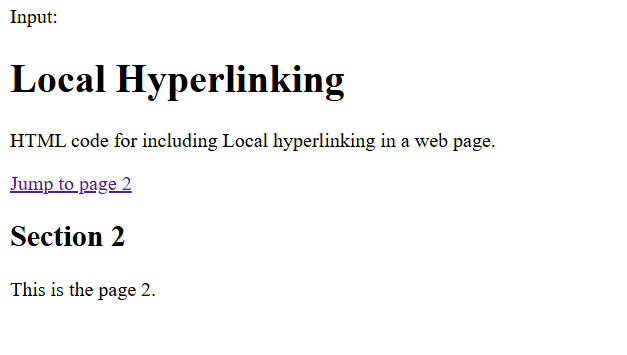 Input:
Local Hyperlinking
HTML code for including Local hyperlinking in a web page.
Jump to page 2
Section 2
This is the page 2.